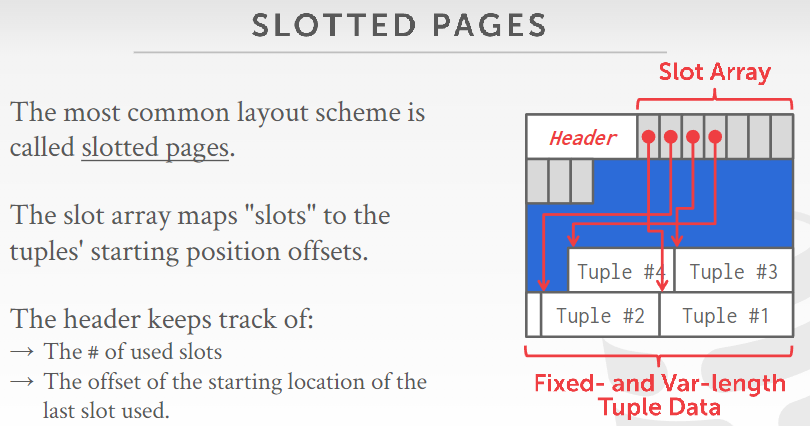 SLOTTED PAGES
The most common layout scheme is
called slotted pages.
The slot array maps "slots" to the
tuples' starting position offsets.
The header keeps track of:
→ The # of used slots
→ The offset of the starting location of the
last slot used.
Slot Array
Header
Tuple #4
Tuple #3
Tuple #2
Tuple #1
Fixed- and Var-length
Tuple Data